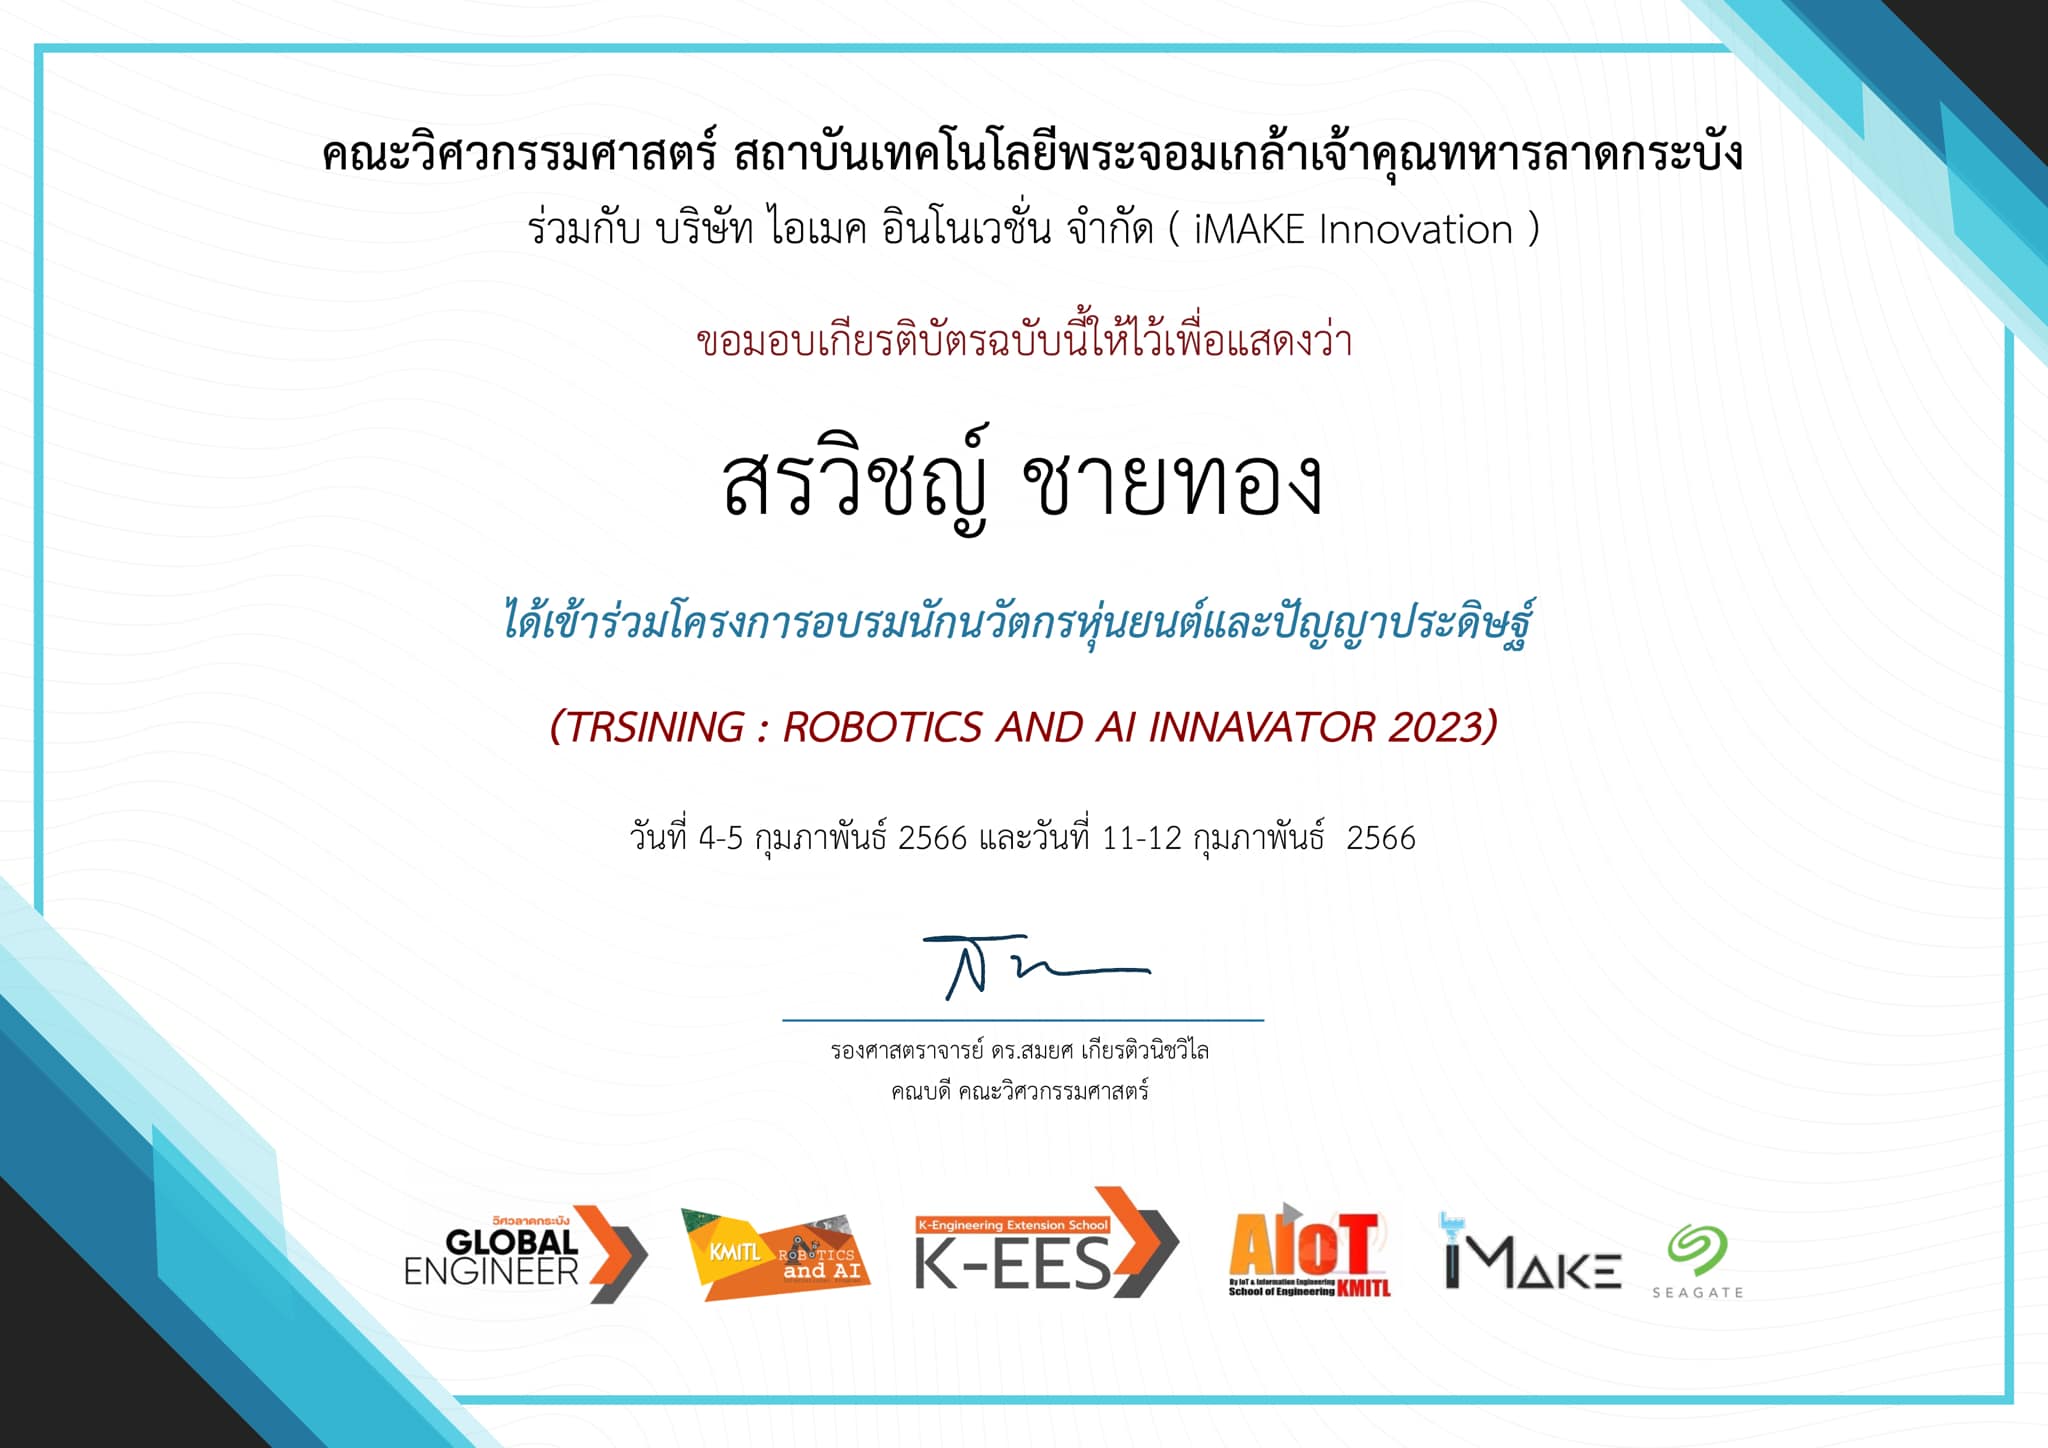 คณะวิศวกรรมศาสตร์ สถาบันเทคโนโลยีพระจอมเกล้าเจ้าคุณทหารลาดกระบัง
ร่วมกับ บริษัท ไอเมค อินโนเวชั่น จำกัด ( iMAKE Innovation )
ขอมอบเกียรติบัตรฉบับนี้ให้ไว้เพื่อแสดงว่า
สรวิชญ์ ชายทอง
ได้เข้าร่วมโครงการอบรมนักนวัตกรหุ่นยนต์และปัญญาประดิษฐ์
(TRSINING : ROBOTICS AND AI INNAVATOR 2023)
วันที่ 4-5 กุมภาพันธ์ 2566 และวันที่ 11-12 กุมภาพันธ์ 2566
รองศาสตราจารย์ ดร.สมยศ เกียรติวนิชวิไล
คณบดี คณะวิศวกรรมศาสตร์
วิศวลาดกระบัง
GLOBAL
ENGINEER
KMITL
ROBOTICS
and AI
K-Engineering Extension School
K-EES
AIoT
By IoT & Information Engineering
School of Engineering KMITL
iMAKE
SEAGATE